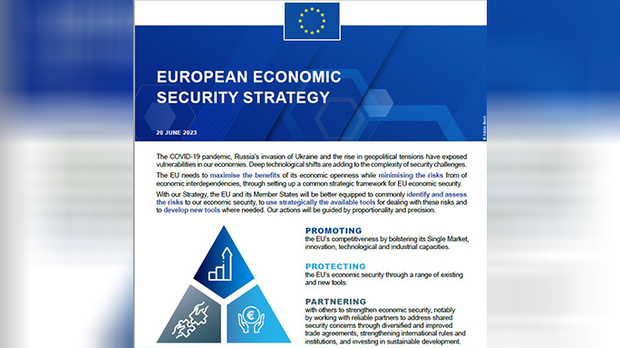 EUROPEAN ECONOMIC
SECURITY STRATEGY
20 JUNE 2023
The COVID-19 pandemic, Russia's invasion of Ukraine and the rise in geopolitical tensions have exposed
vulnerabilities in our economies. Deep technological shifts are adding to the complexity of security challenges.
The EU needs to maximise the benefits of its economic openness while minimising the risks from of
economic interdependencies, through setting up a common strategic framework for EU economic security.
With our Strategy, the EU and its Member States will be better equipped to commonly identify and assess
the risks to our economic security, to use strategically the available tools for dealing with these risks and
to develop new tools where needed. Our actions will be guided by proportionality and precision.
PROMOTING
the EU's competitiveness by bolstering its Single Market,
innovation, technological and industrial capacities.
PROTECTING
the EU's economic security through a range of existing
and new tools.
PARTNERING
with others to strengthen economic security, notably
by working with reliable partners to address shared
security concerns through diversified and improved
trade agreements, strengthening international rules and
institutions, and investing in sustainable development.
€